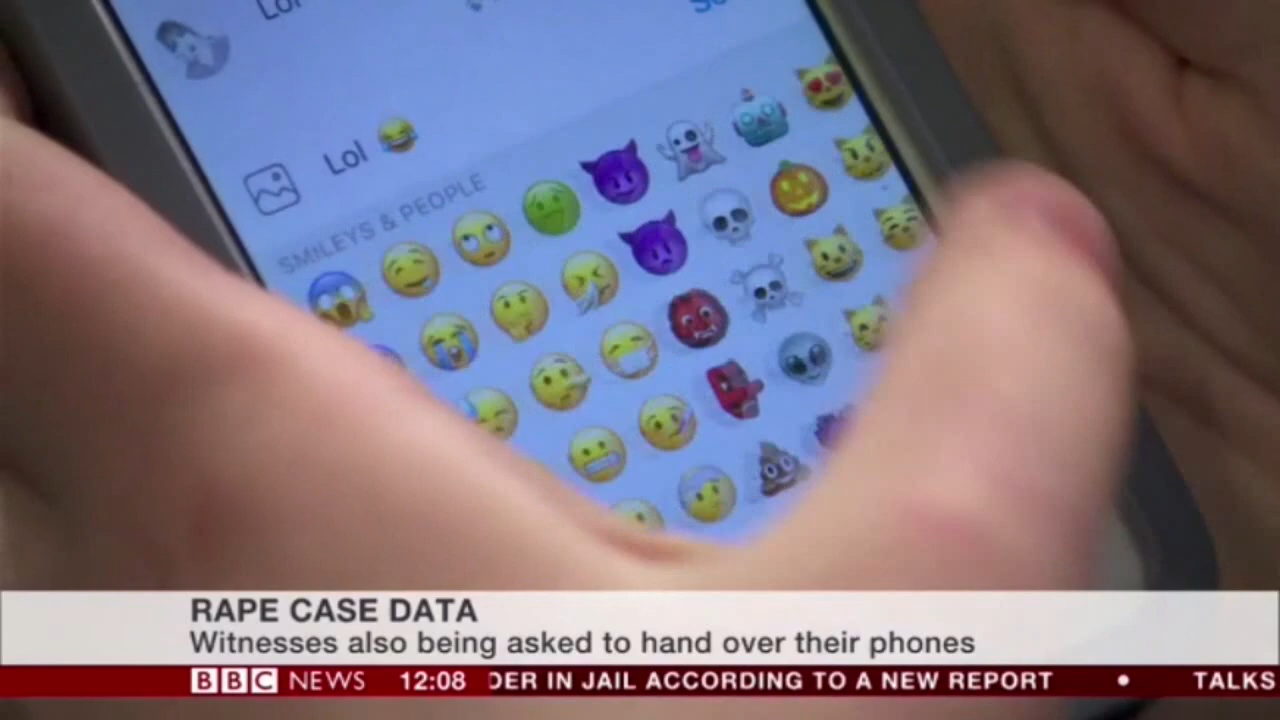 Lol
Lol
SMILEYS & PEOPLE
RAPE CASE DATA
Witnesses also being asked to hand over their phones
BBC NEWS 12:08 DER IN JAIL ACCORDING TO A NEW REPORT • TALKS